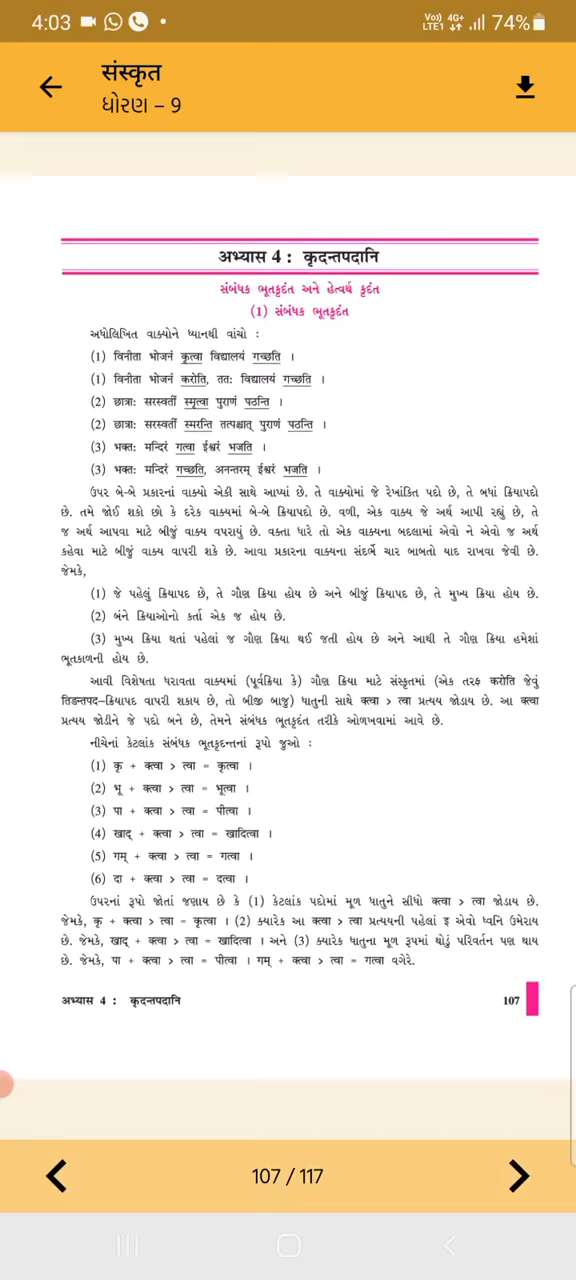 4:03
Vo)) 4G+ LTE1 74%
संस्कृत
ધોરણ – 9
अभ्यास 4 : कृदन्तपदानि
સંબંધક ભૂતકૃદંત અને હેત્વર્થ કૃદંત
(1) સંબંધક ભૂતકૃદંત
અધોલિખિત વાક્યોને ધ્યાનથી વાંચો :
(1) विनीता भोजनं कृत्वा विद्यालयं गच्छति ।
(1) विनीता भोजनं करोति, ततः विद्यालयं गच्छति ।
(2) छात्राः सरस्वतीं स्मृत्वा पुराणं पठन्ति ।
(2) छात्राः सरस्वतीं स्मरन्ति तत्पश्चात् पुराणं पठन्ति ।
(3) भक्तः मन्दिरं गत्वा ईश्वरं भजति ।
(3) भक्तः मन्दिरं गच्छति, अनन्तरम् ईश्वरं भजति ।
ઉપર બે-બે પ્રકારનાં વાક્યો એકી સાથે આપ્યાં છે. તે વાક્યોમાં જે રેખાંકિત પદો છે, તે બધાં ક્રિયાપદો
છે. તમે જોઈ શકો છો કે દરેક વાક્યમાં બે-બે ક્રિયાપદો છે. વળી, એક વાક્ય જે અર્થ આપી રહ્યું છે, તે
જ અર્થ આપવા માટે બીજું વાક્ય વપરાયું છે. વક્તા ધારે તો એક વાક્યના બદલામાં એવો ને એવો જ અર્થ
કહેવા માટે બીજું વાક્ય વાપરી શકે છે. આવા પ્રકારના વાક્યના સંદર્ભે ચાર બાબતો યાદ રાખવા જેવી છે.
જેમકે,
(1) જે પહેલું ક્રિયાપદ છે, તે ગૌણ ક્રિયા હોય છે અને બીજું ક્રિયાપદ છે, તે મુખ્ય ક્રિયા હોય છે.
(2) બંને ક્રિયાઓનો કર્તા એક જ હોય છે.
(3) મુખ્ય ક્રિયા થતાં પહેલાં જ ગૌણ ક્રિયા થઈ જતી હોય છે અને આથી તે ગૌણ ક્રિયા હમેશાં
ભૂતકાળની હોય છે.
આવી વિશેષતા ધરાવતા વાક્યમાં (પૂર્વક્રિયા કે) ગૌણ ક્રિયા માટે સંસ્કૃતમાં (એક તરફ करोति જેવું
तिङन्तपद–ક્રિયાપદ વાપરી શકાય છે, તો બીજી બાજુ) ધાતુની સાથે क्त्वा > त्वा પ્રત્યય જોડાય છે. આ क्त्वा
પ્રત્યય જોડીને જે પદો બને છે, તેમને સંબંધક ભૂતકૃદંત તરીકે ઓળખવામાં આવે છે.
નીચેનાં કેટલાંક સંબંધક ભૂતકૃદન્તનાં રૂપો જુઓ :
(1) कृ + क्त्वा > त्वा = कृत्वा ।
(2) भू + क्त्वा > त्वा = भूत्वा ।
(3) पा + क्त्वा > त्वा = पीत्वा ।
(4) खाद् + क्त्वा > त्वा = खादित्वा ।
(5) गम् + क्त्वा > त्वा = गत्वा ।
(6) दा + क्त्वा > त्वा = दत्वा ।
ઉપરનાં રૂપો જોતાં જણાય છે કે (1) કેટલાંક પદોમાં મૂળ ધાતુને સીધો क्त्वा > त्वा જોડાય છે.
જેમકે, कृ + क्त्वा > त्वा = कृत्वा । (2) ક્યારેક આ क्त्वा > त्वा પ્રત્યયની પહેલાં इ એવો ધ્વનિ ઉમેરાય
છે. જેમકે, खाद् + क्त्वा > त्वा = खादित्वा । અને (3) ક્યારેક ધાતુના મૂળ રૂપમાં થોડું પરિવર્તન પણ થાય
છે. જેમકે, पा + क्त्वा > त्वा = पीत्वा । गम् + क्त्वा > त्वा = गत्वा વગેરે.
अभ्यास 4 : कृदन्तपदानि 107
107 / 117